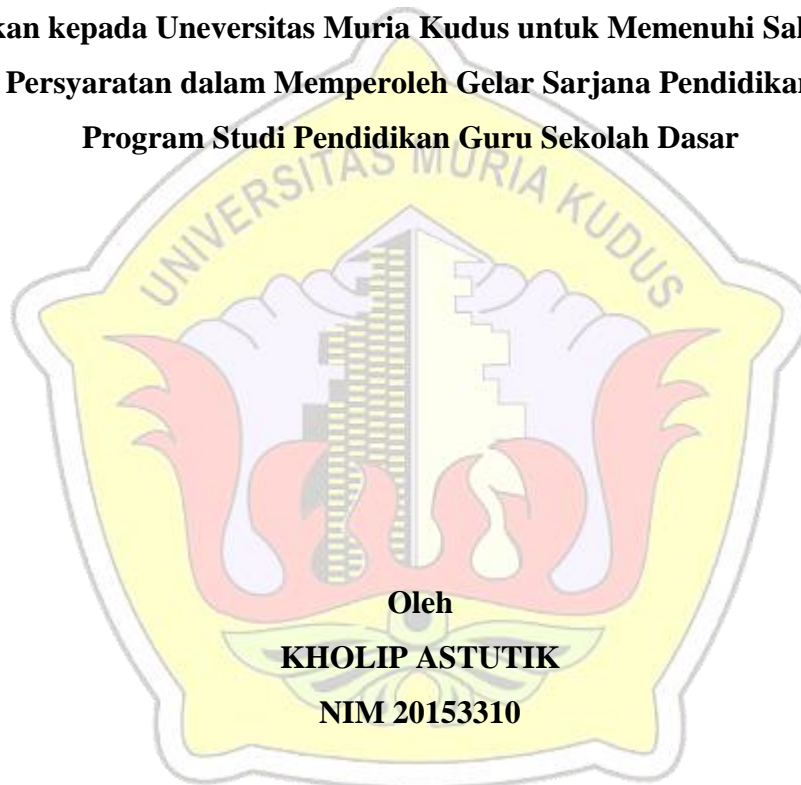 kan kepada Uneversitas Muria Kudus untuk Memenuhi Sal
Persyaratan dalam Memperoleh Gelar Sarjana Pendidikan
Program Studi Pendidikan Guru Sekolah Dasar
UNIVERSITAS MURIA KUDUS
Oleh
KHOLIP ASTUTIK
NIM 20153310